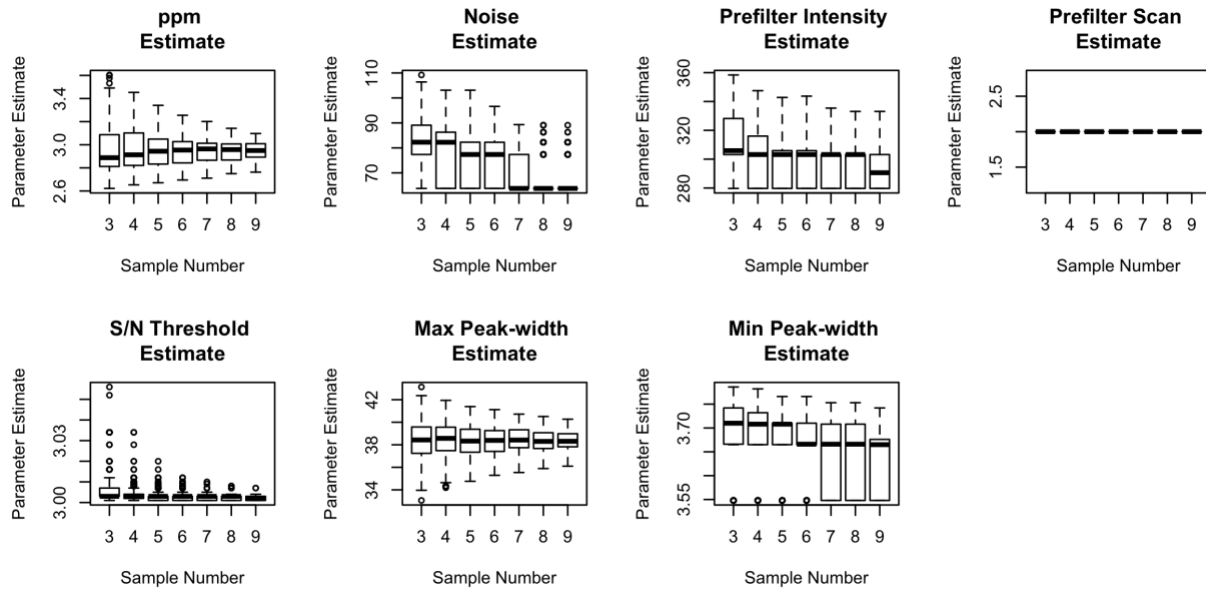 ppm
Estimate
Parameter Estimate
2.6 3.0 3.4
3 4 5 6 7 8 9
Sample Number
Noise
Estimate
Parameter Estimate
70 90 110
3 4 5 6 7 8 9
Sample Number
Prefilter Intensity
Estimate
Parameter Estimate
280 320 360
3 4 5 6 7 8 9
Sample Number
Prefilter Scan
Estimate
Parameter Estimate
1.5 2.5
3 4 5 6 7 8 9
Sample Number
S/N Threshold
Estimate
Parameter Estimate
3.00 3.03
3 4 5 6 7 8 9
Sample Number
Max Peak-width
Estimate
Parameter Estimate
34 38 42
3 4 5 6 7 8 9
Sample Number
Min Peak-width
Estimate
Parameter Estimate
3.55 3.70
3 4 5 6 7 8 9
Sample Number